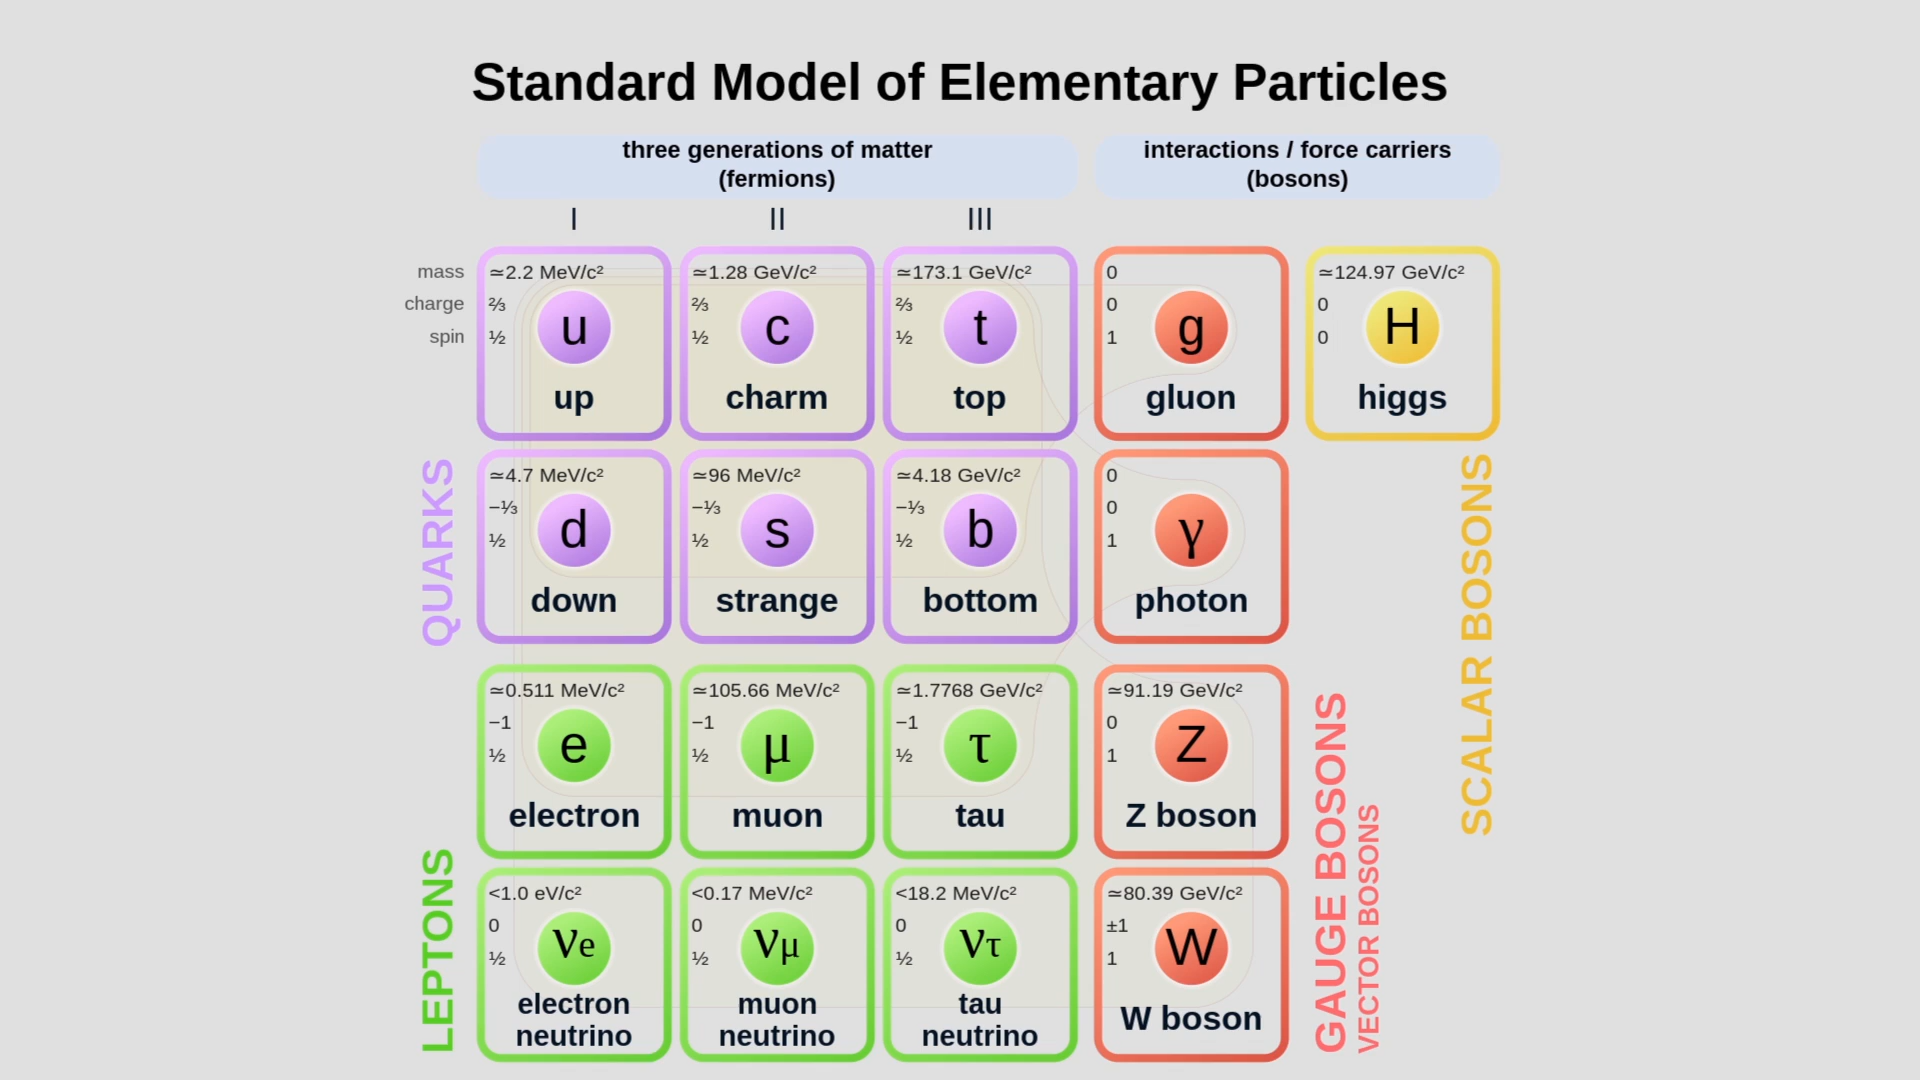 Standard Model of Elementary Particles
three generations of matter
(fermions)
interactions / force carriers
(bosons)
I II III
mass
charge
spin
≃2.2 MeV/c²
⅔
½
u
up
≃1.28 GeV/c²
⅔
½
c
charm
≃173.1 GeV/c²
⅔
½
t
top
0
0
1
g
gluon
≃124.97 GeV/c²
0
0
H
higgs
QUARKS
≃4.7 MeV/c²
−⅓
½
d
down
≃96 MeV/c²
−⅓
½
s
strange
≃4.18 GeV/c²
−⅓
½
b
bottom
0
0
1
γ
photon
SCALAR BOSONS
≃0.511 MeV/c²
−1
½
e
electron
≃105.66 MeV/c²
−1
½
μ
muon
≃1.7768 GeV/c²
−1
½
τ
tau
≃91.19 GeV/c²
0
1
Z
Z boson
LEPTONS
<1.0 eV/c²
0
½
νe
electron
neutrino
<0.17 MeV/c²
0
½
νμ
muon
neutrino
<18.2 MeV/c²
0
½
ντ
tau
neutrino
≃80.39 GeV/c²
±1
1
W
W boson
GAUGE BOSONS
VECTOR BOSONS